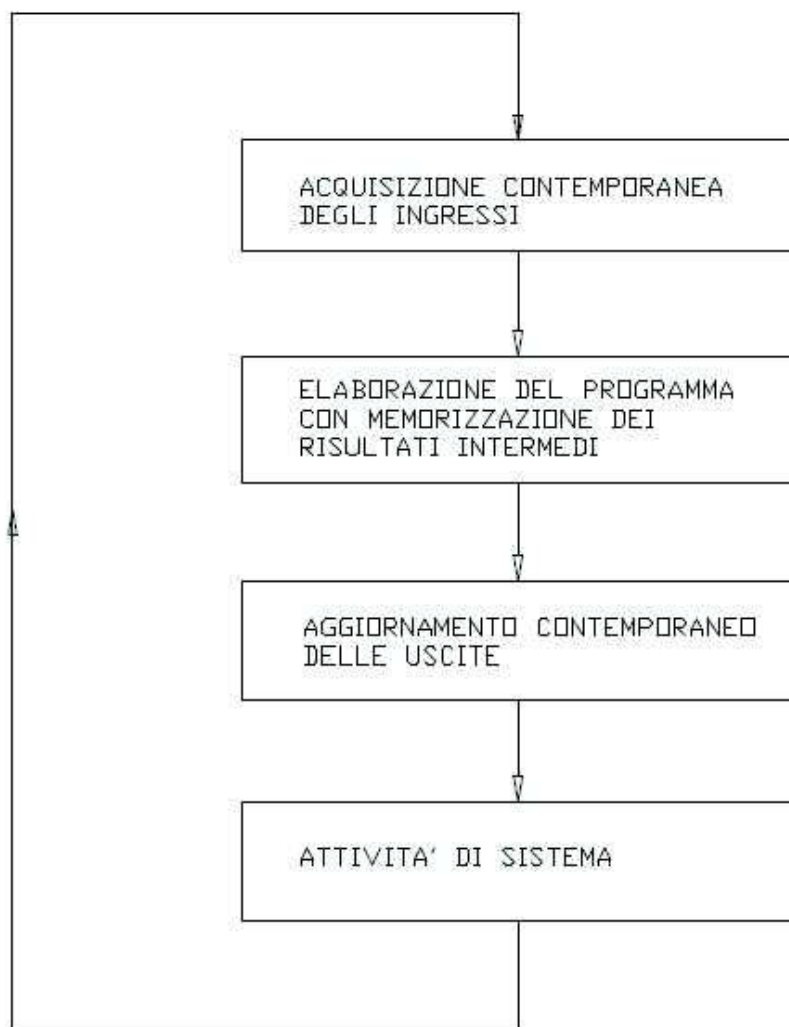 ACQUISIZIONE CONTEMPORANEA
DEGLI INGRESSI
ELABORAZIONE DEL PROGRAMMA
CON MEMORIZZAZIONE DEI
RISULTATI INTERMEDI
AGGIORNAMENTO CONTEMPORANEO
DELLE USCITE
ATTIVITA' DI SISTEMA